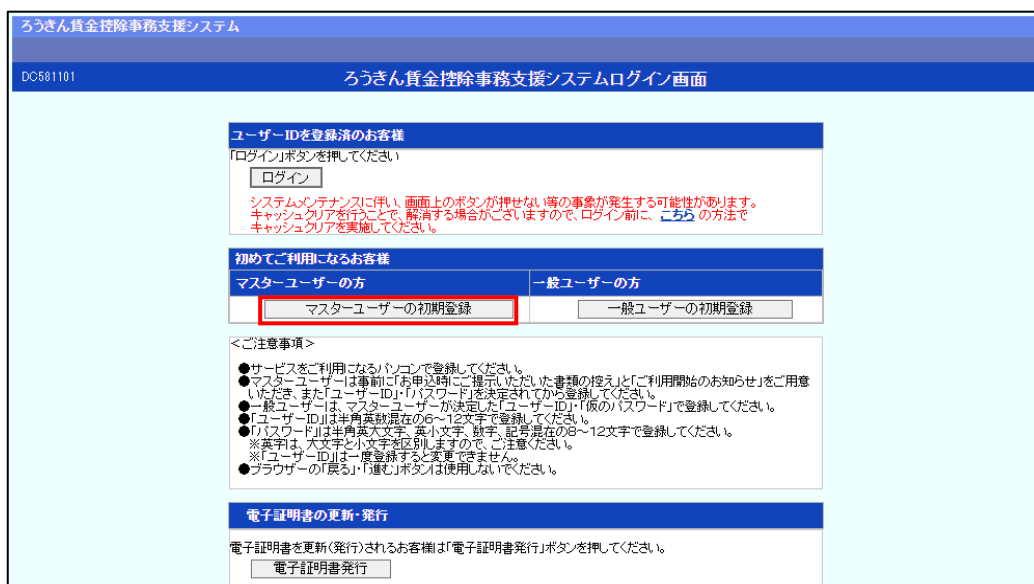 ろうきん賃金控除事務支援システム
DC581101
ろうきん賃金控除事務支援システムログイン画面
ユーザーIDを登録済のお客様
「ログイン」ボタンを押してください
ログイン
システムメンテナンスに伴い、画面上のボタンが押せない等の事象が発生する可能性があります。
キャッシュクリアを行うことで、解消する場合がございますので、ログイン前に、こちら の方法で
キャッシュクリアを実施してください。
初めてご利用になるお客様
マスターユーザーの方
一般ユーザーの方
マスターユーザーの初期登録
一般ユーザーの初期登録
<ご注意事項>
●サービスをご利用になるパソコンで登録してください。
●マスターユーザーは事前に「お申込時にご提示いただいた書類の控え」と「ご利用開始のお知らせ」をご用意
いただき、また「ユーザーID」・「パスワード」を決定されてから登録してください。
●一般ユーザーは、マスターユーザーが決定した「ユーザーID」・「仮のパスワード」で登録してください。
●「ユーザーID」は半角英数混在の6～12文字で登録してください。
●「パスワード」は半角英大文字、英小文字、数字、記号混在の8～12文字で登録してください。
※英字は、大文字と小文字を区別しますので、ご注意ください。
※「ユーザーID」は一度登録すると変更できません。
●ブラウザーの「戻る」・「進む」ボタンは使用しないでください。
電子証明書の更新・発行
電子証明書を更新(発行)されるお客様は「電子証明書発行」ボタンを押してください。
電子証明書発行